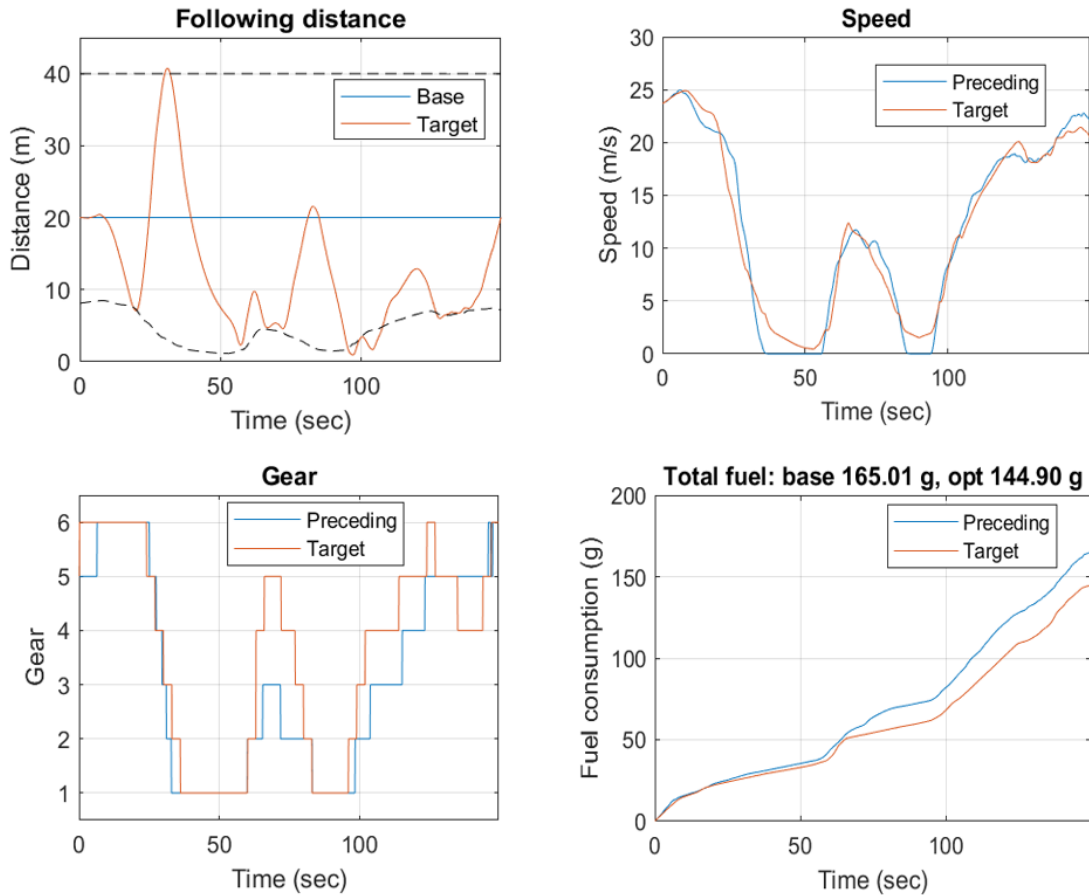 Following distance
Distance (m)
40
30
20
10
0
Base
Target
0
100
Time (sec)
Speed
Speed (m/s)
30
25
20
15
10
5
0
Preceding
Target
0
50
100
Time (sec)
Gear
Gear
6
5
4
3
2
1
Preceding
Target
0
100
Time (sec)
Total fuel: base 165.01 g, opt 144.90 g
Fuel consumption (g)
200
150
100
50
0
Preceding
Target
0
50
100
Time (sec)